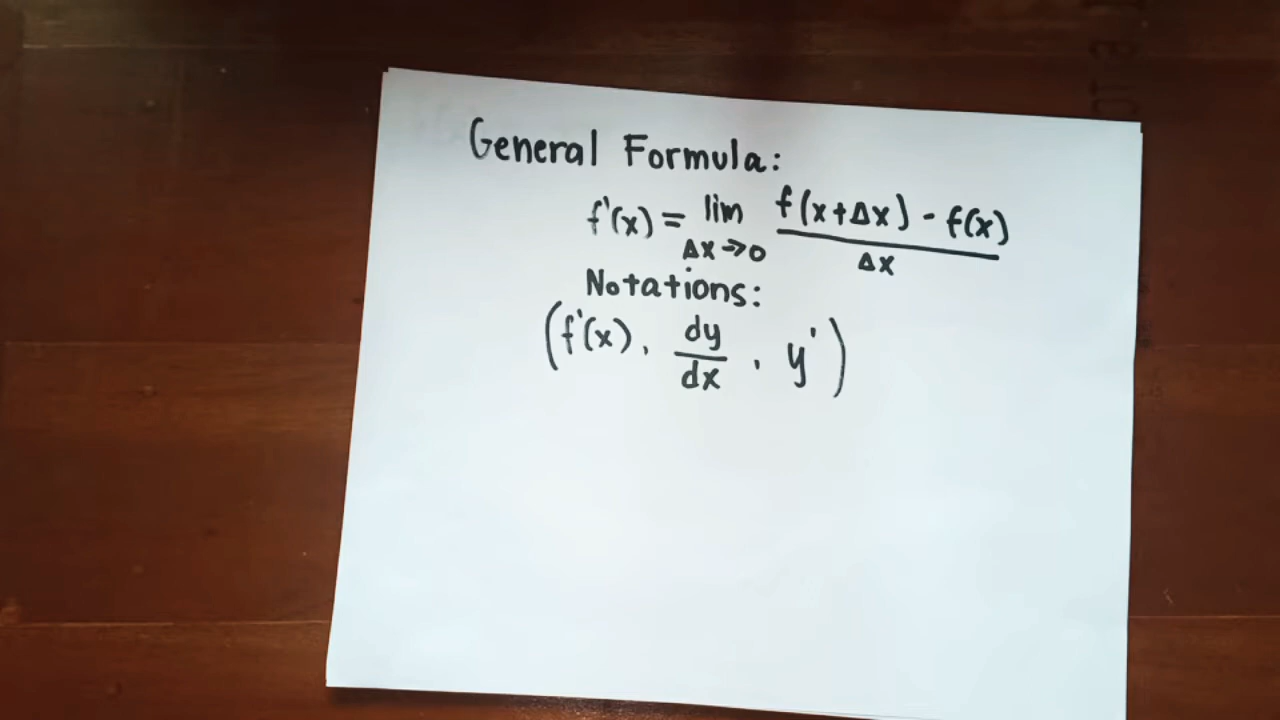 General Formula:
f'(x) = lim Δx→0 f(x+Δx) - f(x) / Δx
Notations:
(f'(x), dy/dx, y')